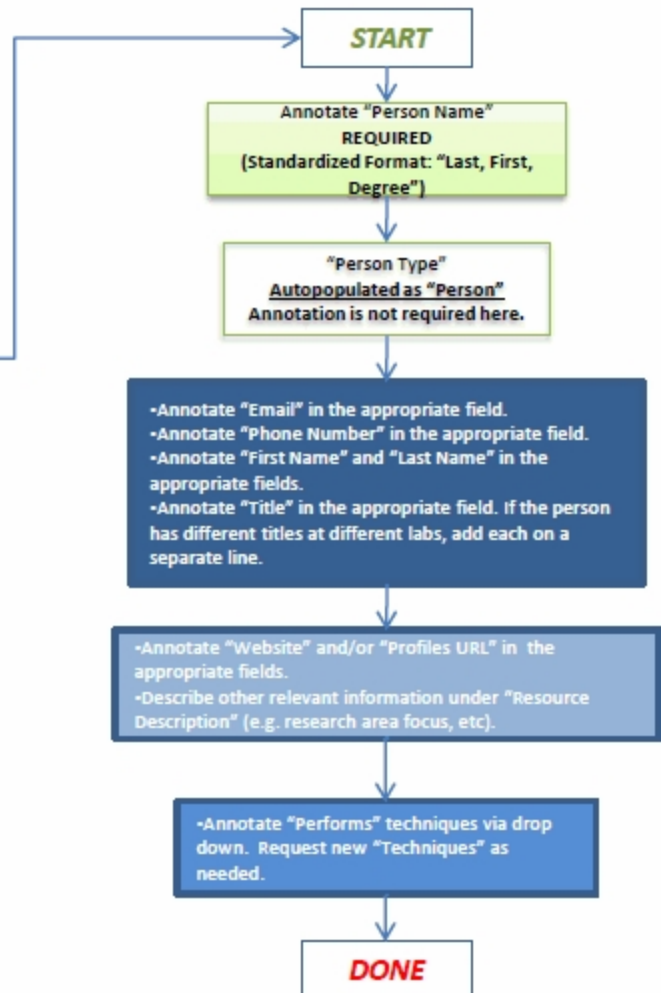 START
Annotate “Person Name”
REQUIRED
(Standardized Format: “Last, First,
Degree”)
“Person Type”
Autopopulated as “Person”
Annotation is not required here.
•Annotate “Email” in the appropriate field.
•Annotate “Phone Number” in the appropriate field.
•Annotate “First Name” and “Last Name” in the
appropriate fields.
•Annotate “Title” in the appropriate field. If the person
has different titles at different labs, add each on a
separate line.
•Annotate “Website” and/or “Profiles URL” in the
appropriate fields.
•Describe other relevant information under “Resource
Description” (e.g. research area focus, etc).
•Annotate “Performs” techniques via drop
down. Request new “Techniques” as
needed.
DONE